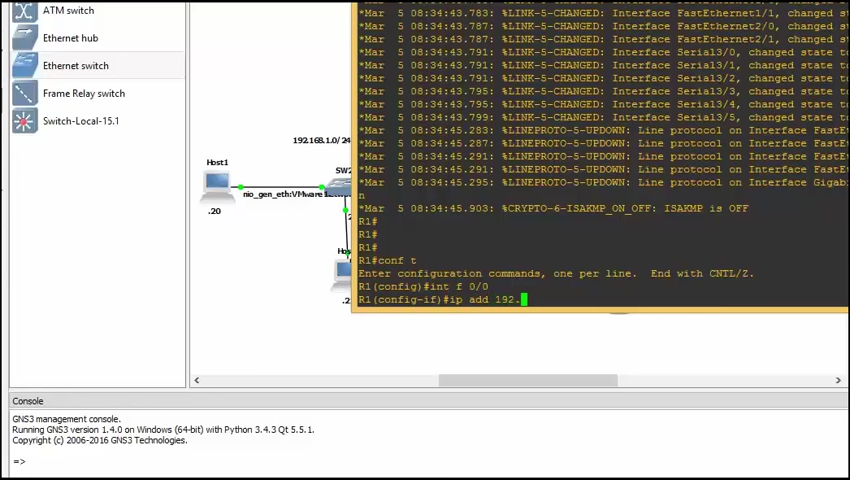 ATM switch
Ethernet hub
Ethernet switch
Frame Relay switch
Switch-Local-15.1
192.168.1.0/24
Host1
SW2
nio_gen_eth:VMware
.20
*Mar  5 08:34:43.783: %LINK-5-CHANGED: Interface FastEthernet1/1, changed s
*Mar  5 08:34:43.787: %LINK-5-CHANGED: Interface FastEthernet2/0, changed s
*Mar  5 08:34:43.787: %LINK-5-CHANGED: Interface FastEthernet2/1, changed s
*Mar  5 08:34:43.791: %LINK-5-CHANGED: Interface Serial3/0, changed state to
*Mar  5 08:34:43.791: %LINK-5-CHANGED: Interface Serial3/1, changed state to
*Mar  5 08:34:43.791: %LINK-5-CHANGED: Interface Serial3/2, changed state to
*Mar  5 08:34:43.795: %LINK-5-CHANGED: Interface Serial3/3, changed state to
*Mar  5 08:34:43.795: %LINK-5-CHANGED: Interface Serial3/4, changed state to
*Mar  5 08:34:43.799: %LINK-5-CHANGED: Interface Serial3/5, changed state to
*Mar  5 08:34:45.283: %LINEPROTO-5-UPDOWN: Line protocol on Interface FastE
*Mar  5 08:34:45.287: %LINEPROTO-5-UPDOWN: Line protocol on Interface FastE
*Mar  5 08:34:45.291: %LINEPROTO-5-UPDOWN: Line protocol on Interface FastE
*Mar  5 08:34:45.291: %LINEPROTO-5-UPDOWN: Line protocol on Interface FastE
*Mar  5 08:34:45.295: %LINEPROTO-5-UPDOWN: Line protocol on Interface Gigab
n
*Mar  5 08:34:45.903: %CRYPTO-6-ISAKMP_ON_OFF: ISAKMP is OFF
R1#
R1#
R1#
R1#conf t
Enter configuration commands, one per line.  End with CNTL/Z.
R1(config)#int f 0/0
R1(config-if)#ip add 192.
Console
GNS3 management console.
Running GNS3 version 1.4.0 on Windows (64-bit) with Python 3.4.3 Qt 5.5.1.
Copyright (c) 2006-2016 GNS3 Technologies.
=>